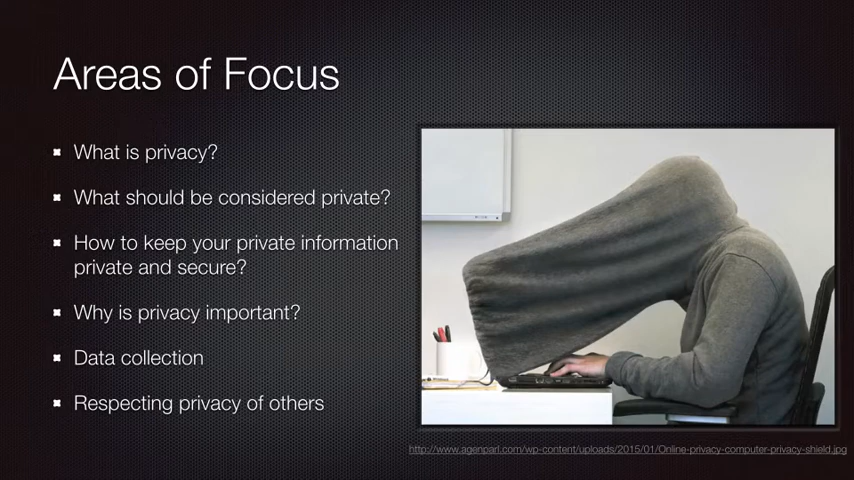 Areas of Focus
What is privacy?
What should be considered private?
How to keep your private information
private and secure?
Why is privacy important?
Data collection
Respecting privacy of others
http://www.agenparl.com/wp-content/uploads/2015/01/Online-privacy-computer-privacy-shield.jpg